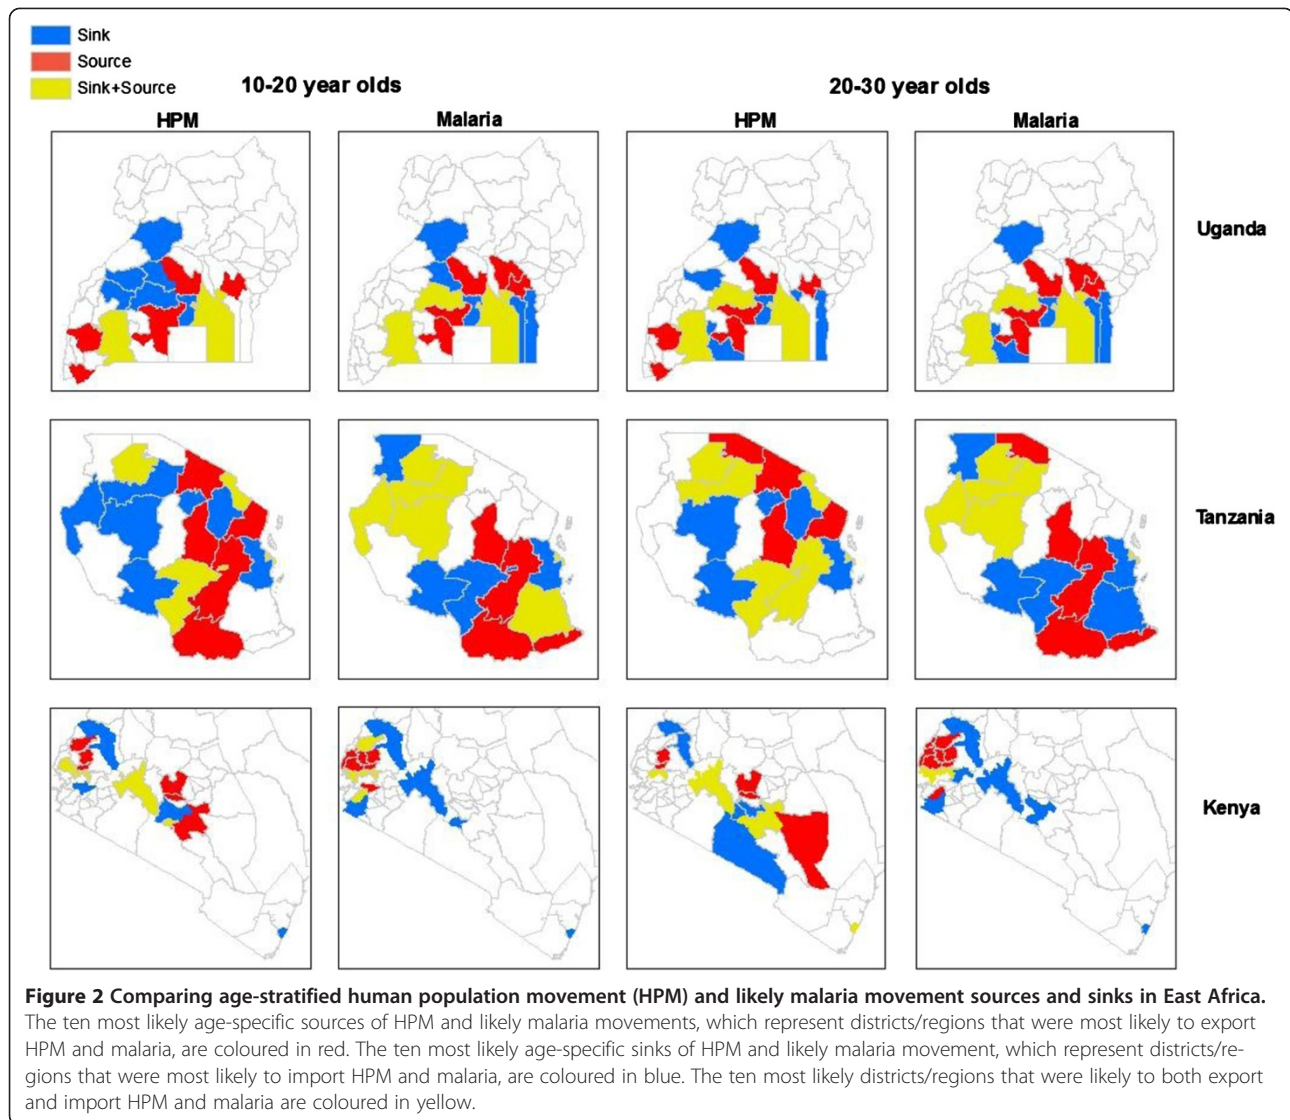 Sink
Source
Sink+Source
10-20 year olds
20-30 year olds
HPM
Malaria
HPM
Malaria
Uganda
Tanzania
Kenya
Figure 2 Comparing age-stratified human population movement (HPM) and likely malaria movement sources and sinks in East Africa.
The ten most likely age-specific sources of HPM and likely malaria movements, which represent districts/regions that were most likely to export
HPM and malaria, are coloured in red. The ten most likely age-specific sinks of HPM and likely malaria movement, which represent districts/re-
gions that were most likely to import HPM and malaria, are coloured in blue. The ten most likely districts/regions that were likely to both export
and import HPM and malaria are coloured in yellow.